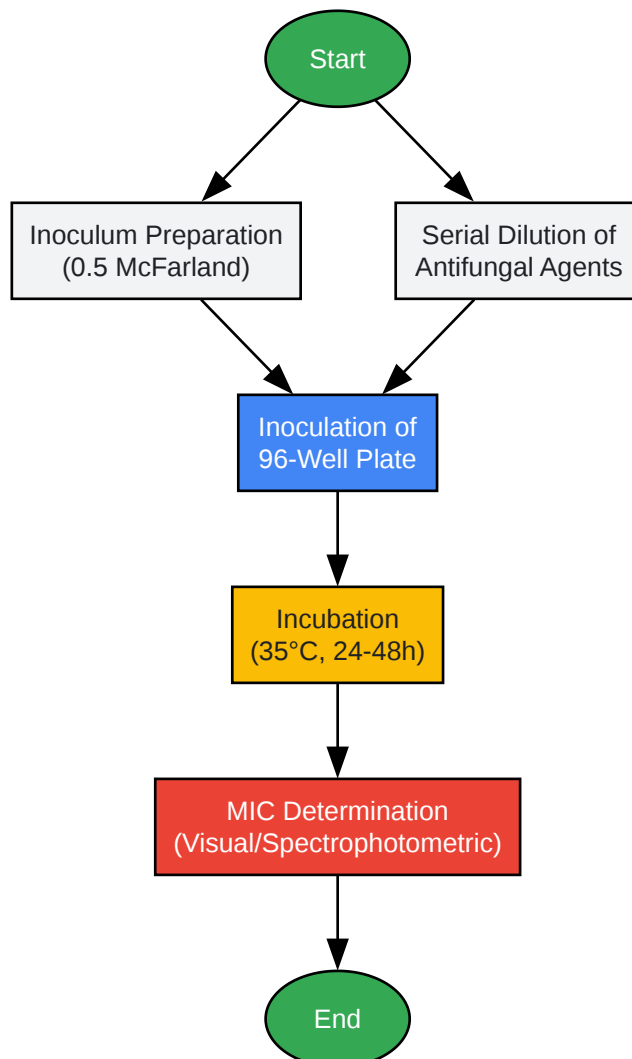 Start
Inoculum Preparation
(0.5 McFarland)
Serial Dilution of
Antifungal Agents
Inoculation of
96-Well Plate
Incubation
(35°C, 24-48h)
MIC Determination
(Visual/Spectrophotometric)
End